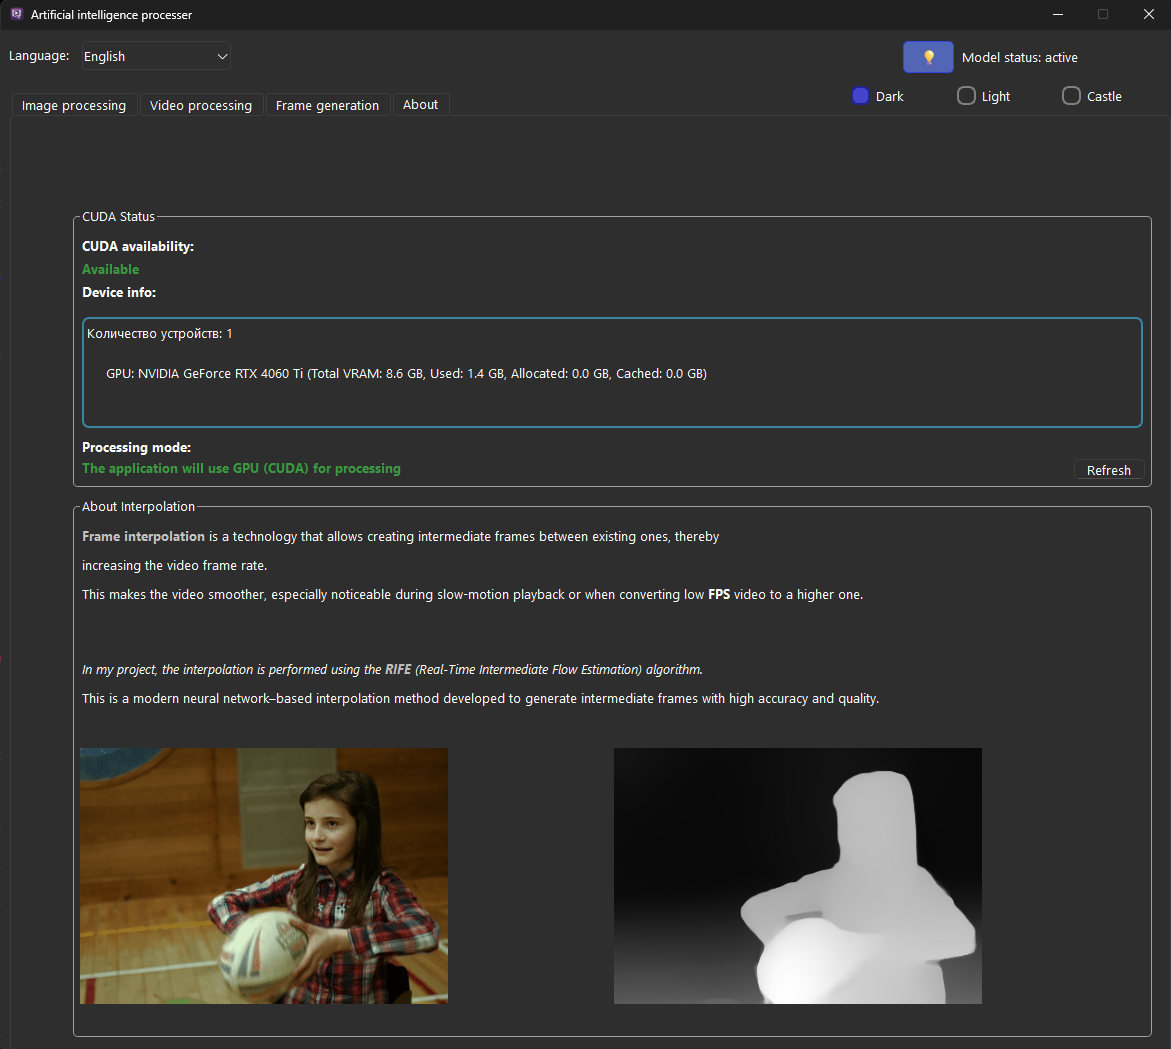 Artificial intelligence processer
Language: English
Model status: active
Dark Light Castle
Image processing Video processing Frame generation About
CUDA Status
CUDA availability:
Available
Device info:
Количество устройств: 1
GPU: NVIDIA GeForce RTX 4060 Ti (Total VRAM: 8.6 GB, Used: 1.4 GB, Allocated: 0.0 GB, Cached: 0.0 GB)
Processing mode:
The application will use GPU (CUDA) for processing
Refresh
About Interpolation
Frame interpolation is a technology that allows creating intermediate frames between existing ones, thereby
increasing the video frame rate.
This makes the video smoother, especially noticeable during slow-motion playback or when converting low FPS video to a higher one.
In my project, the interpolation is performed using the RIFE (Real-Time Intermediate Flow Estimation) algorithm.
This is a modern neural network–based interpolation method developed to generate intermediate frames with high accuracy and quality.